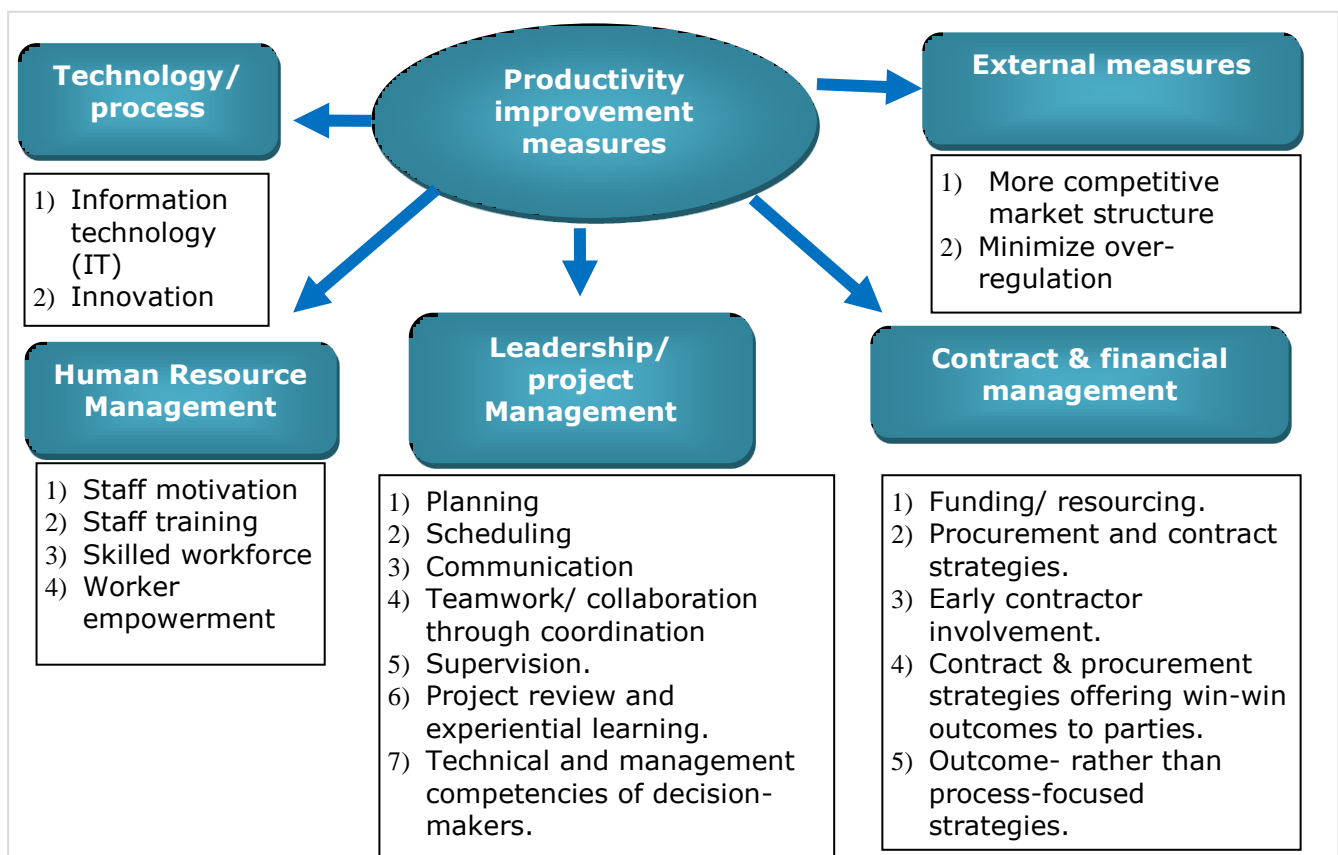 Productivity
improvement
measures
Technology/
process
1) Information
technology
(IT)
2) Innovation
External measures
1) More competitive
market structure
2) Minimize over-
regulation
Human Resource
Management
1) Staff motivation
2) Staff training
3) Skilled workforce
4) Worker
empowerment
Leadership/
project
Management
1) Planning
2) Scheduling
3) Communication
4) Teamwork/ collaboration
through coordination
5) Supervision.
6) Project review and
experiential learning.
7) Technical and management
competencies of decision-
makers.
Contract & financial
management
1) Funding/ resourcing.
2) Procurement and contract
strategies.
3) Early contractor
involvement.
4) Contract & procurement
strategies offering win-win
outcomes to parties.
5) Outcome- rather than
process-focused
strategies.